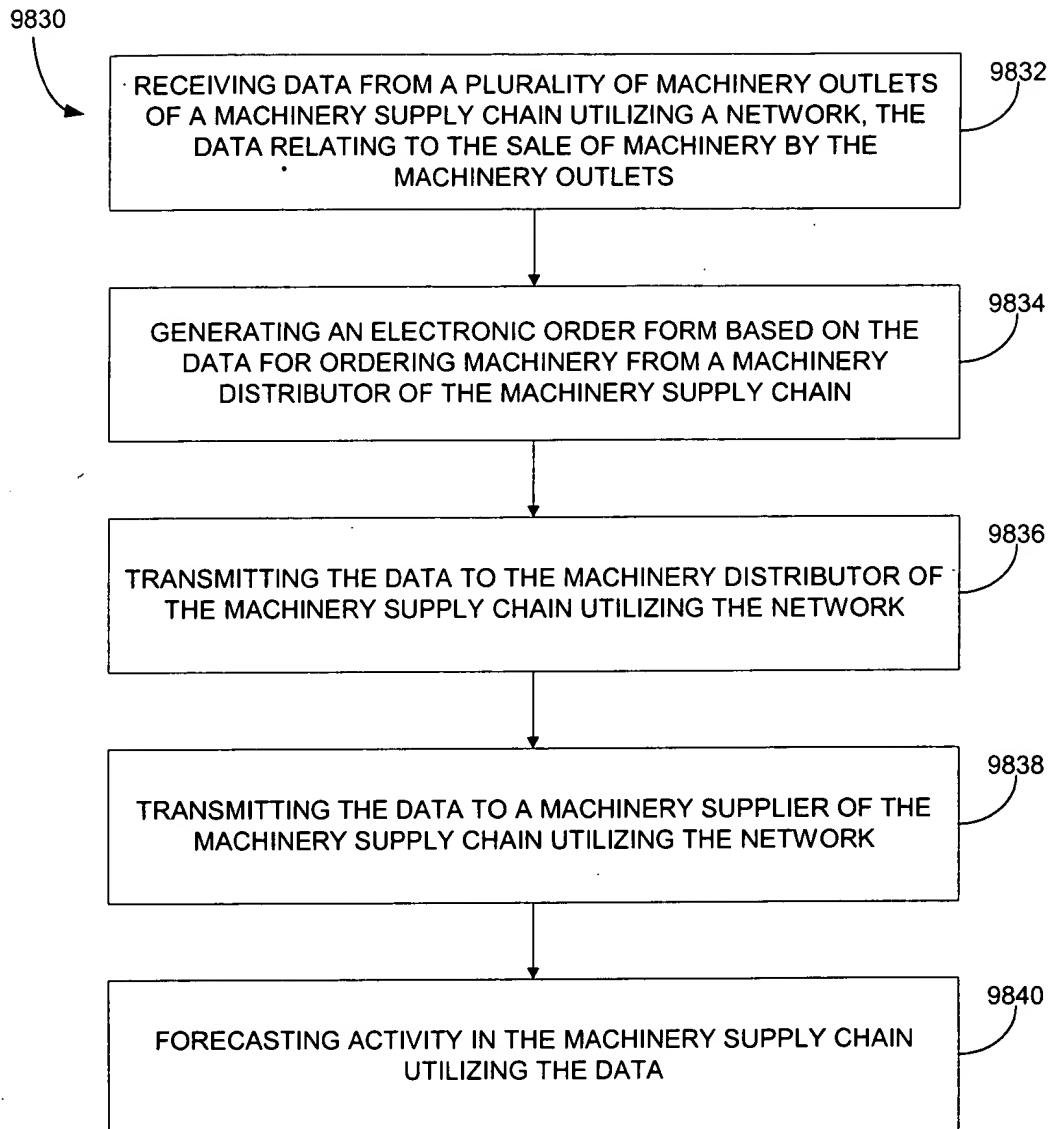 9830
RECEIVING DATA FROM A PLURALITY OF MACHINERY OUTLETS
OF A MACHINERY SUPPLY CHAIN UTILIZING A NETWORK, THE
DATA RELATING TO THE SALE OF MACHINERY BY THE
MACHINERY OUTLETS
9832
GENERATING AN ELECTRONIC ORDER FORM BASED ON THE
DATA FOR ORDERING MACHINERY FROM A MACHINERY
DISTRIBUTOR OF THE MACHINERY SUPPLY CHAIN
9834
TRANSMITTING THE DATA TO THE MACHINERY DISTRIBUTOR OF
THE MACHINERY SUPPLY CHAIN UTILIZING THE NETWORK
9836
TRANSMITTING THE DATA TO A MACHINERY SUPPLIER OF THE
MACHINERY SUPPLY CHAIN UTILIZING THE NETWORK
9838
FORECASTING ACTIVITY IN THE MACHINERY SUPPLY CHAIN
UTILIZING THE DATA
9840